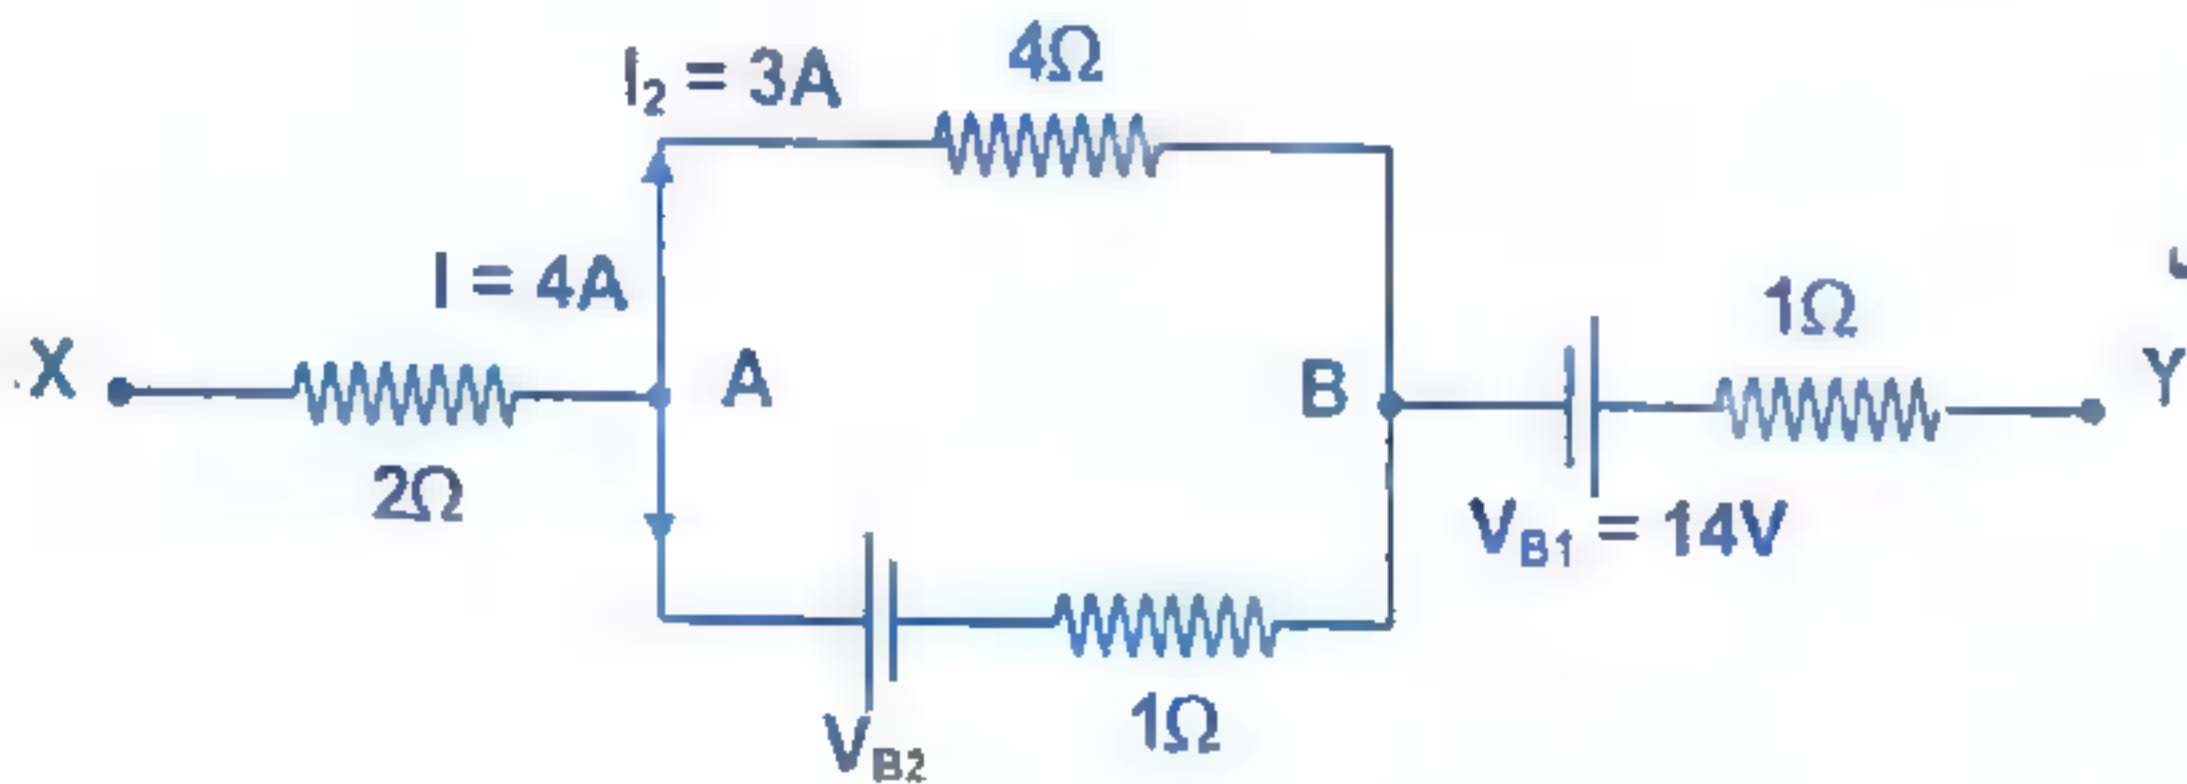 I₂ = 3A
4Ω
I = 4A
1Ω
X
A
B
Y
2Ω
V_B1 = 14V
V_B2
1Ω